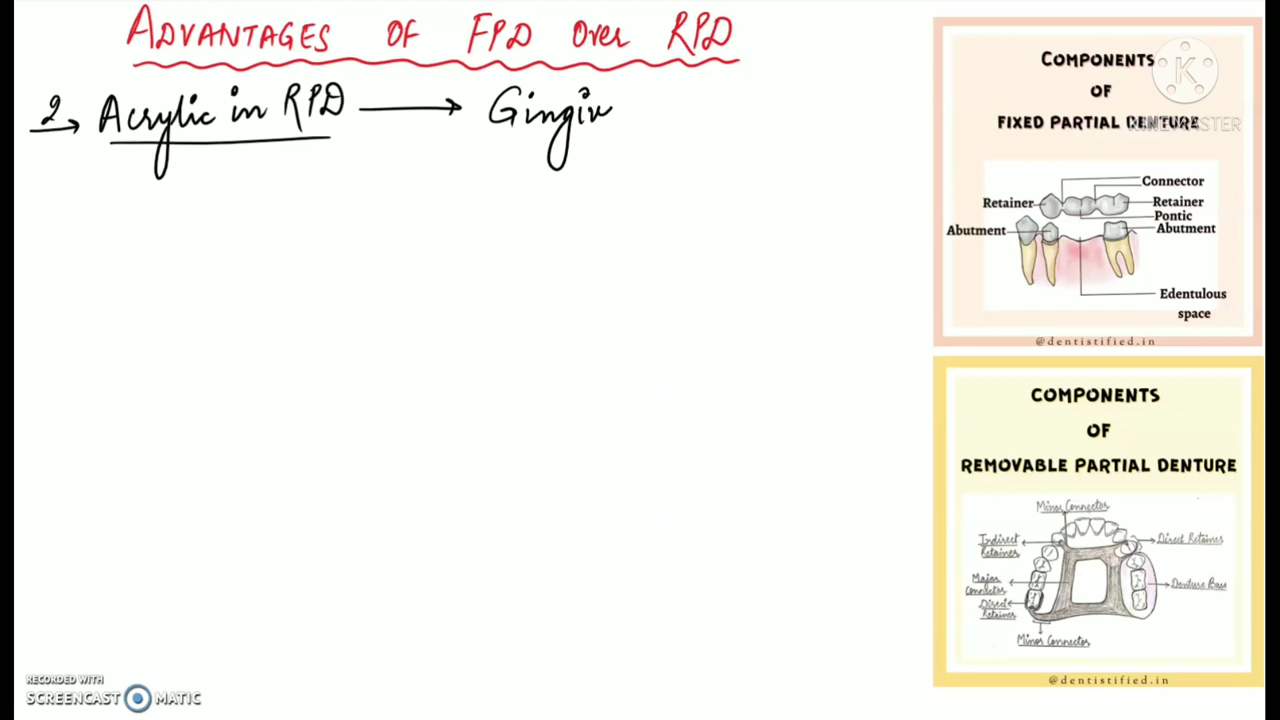 ADVANTAGES OF FPD Over RPD
2 → Acrylic in RPD → Gingiv
COMPONENTS
OF
FIXED PARTIAL DENTURE
K
KINEMASTER
Connector
Retainer
Retainer
Pontic
Abutment
Abutment
Edentulous
space
@dentistified.in
COMPONENTS
OF
REMOVABLE PARTIAL DENTURE
Minor Connector
Indirect
Retainer
Direct Retainer
Major
Connector
Denture Base
Direct
Retainer
Minor Connector
@dentistified.in
RECORDED WITH
SCREENCAST MATIC